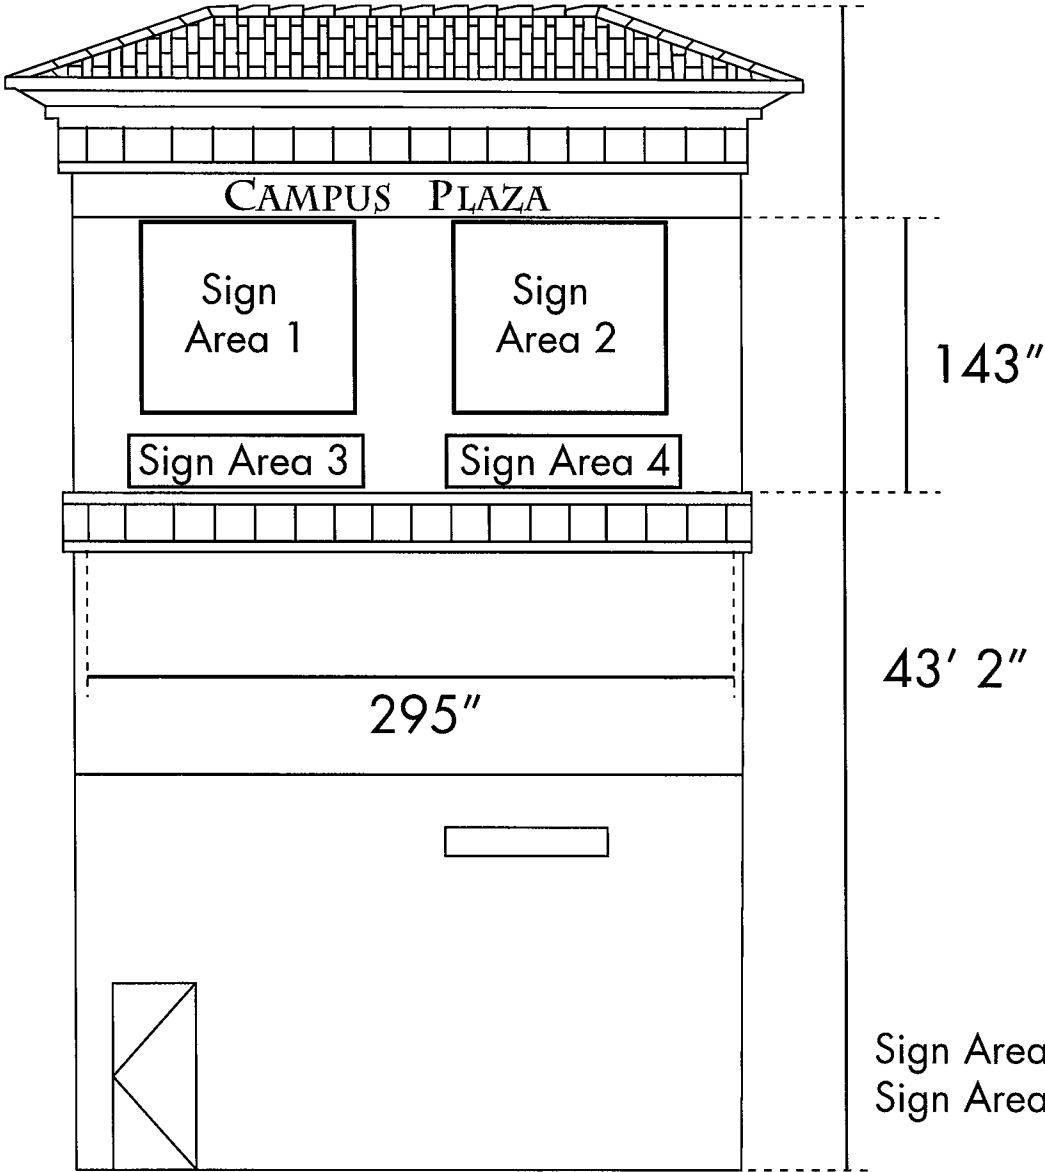 CAMPUS PLAZA
Sign
Area 1
Sign
Area 2
143"
Sign Area 3
Sign Area 4
43' 2"
295"
Sign Area
Sign Area